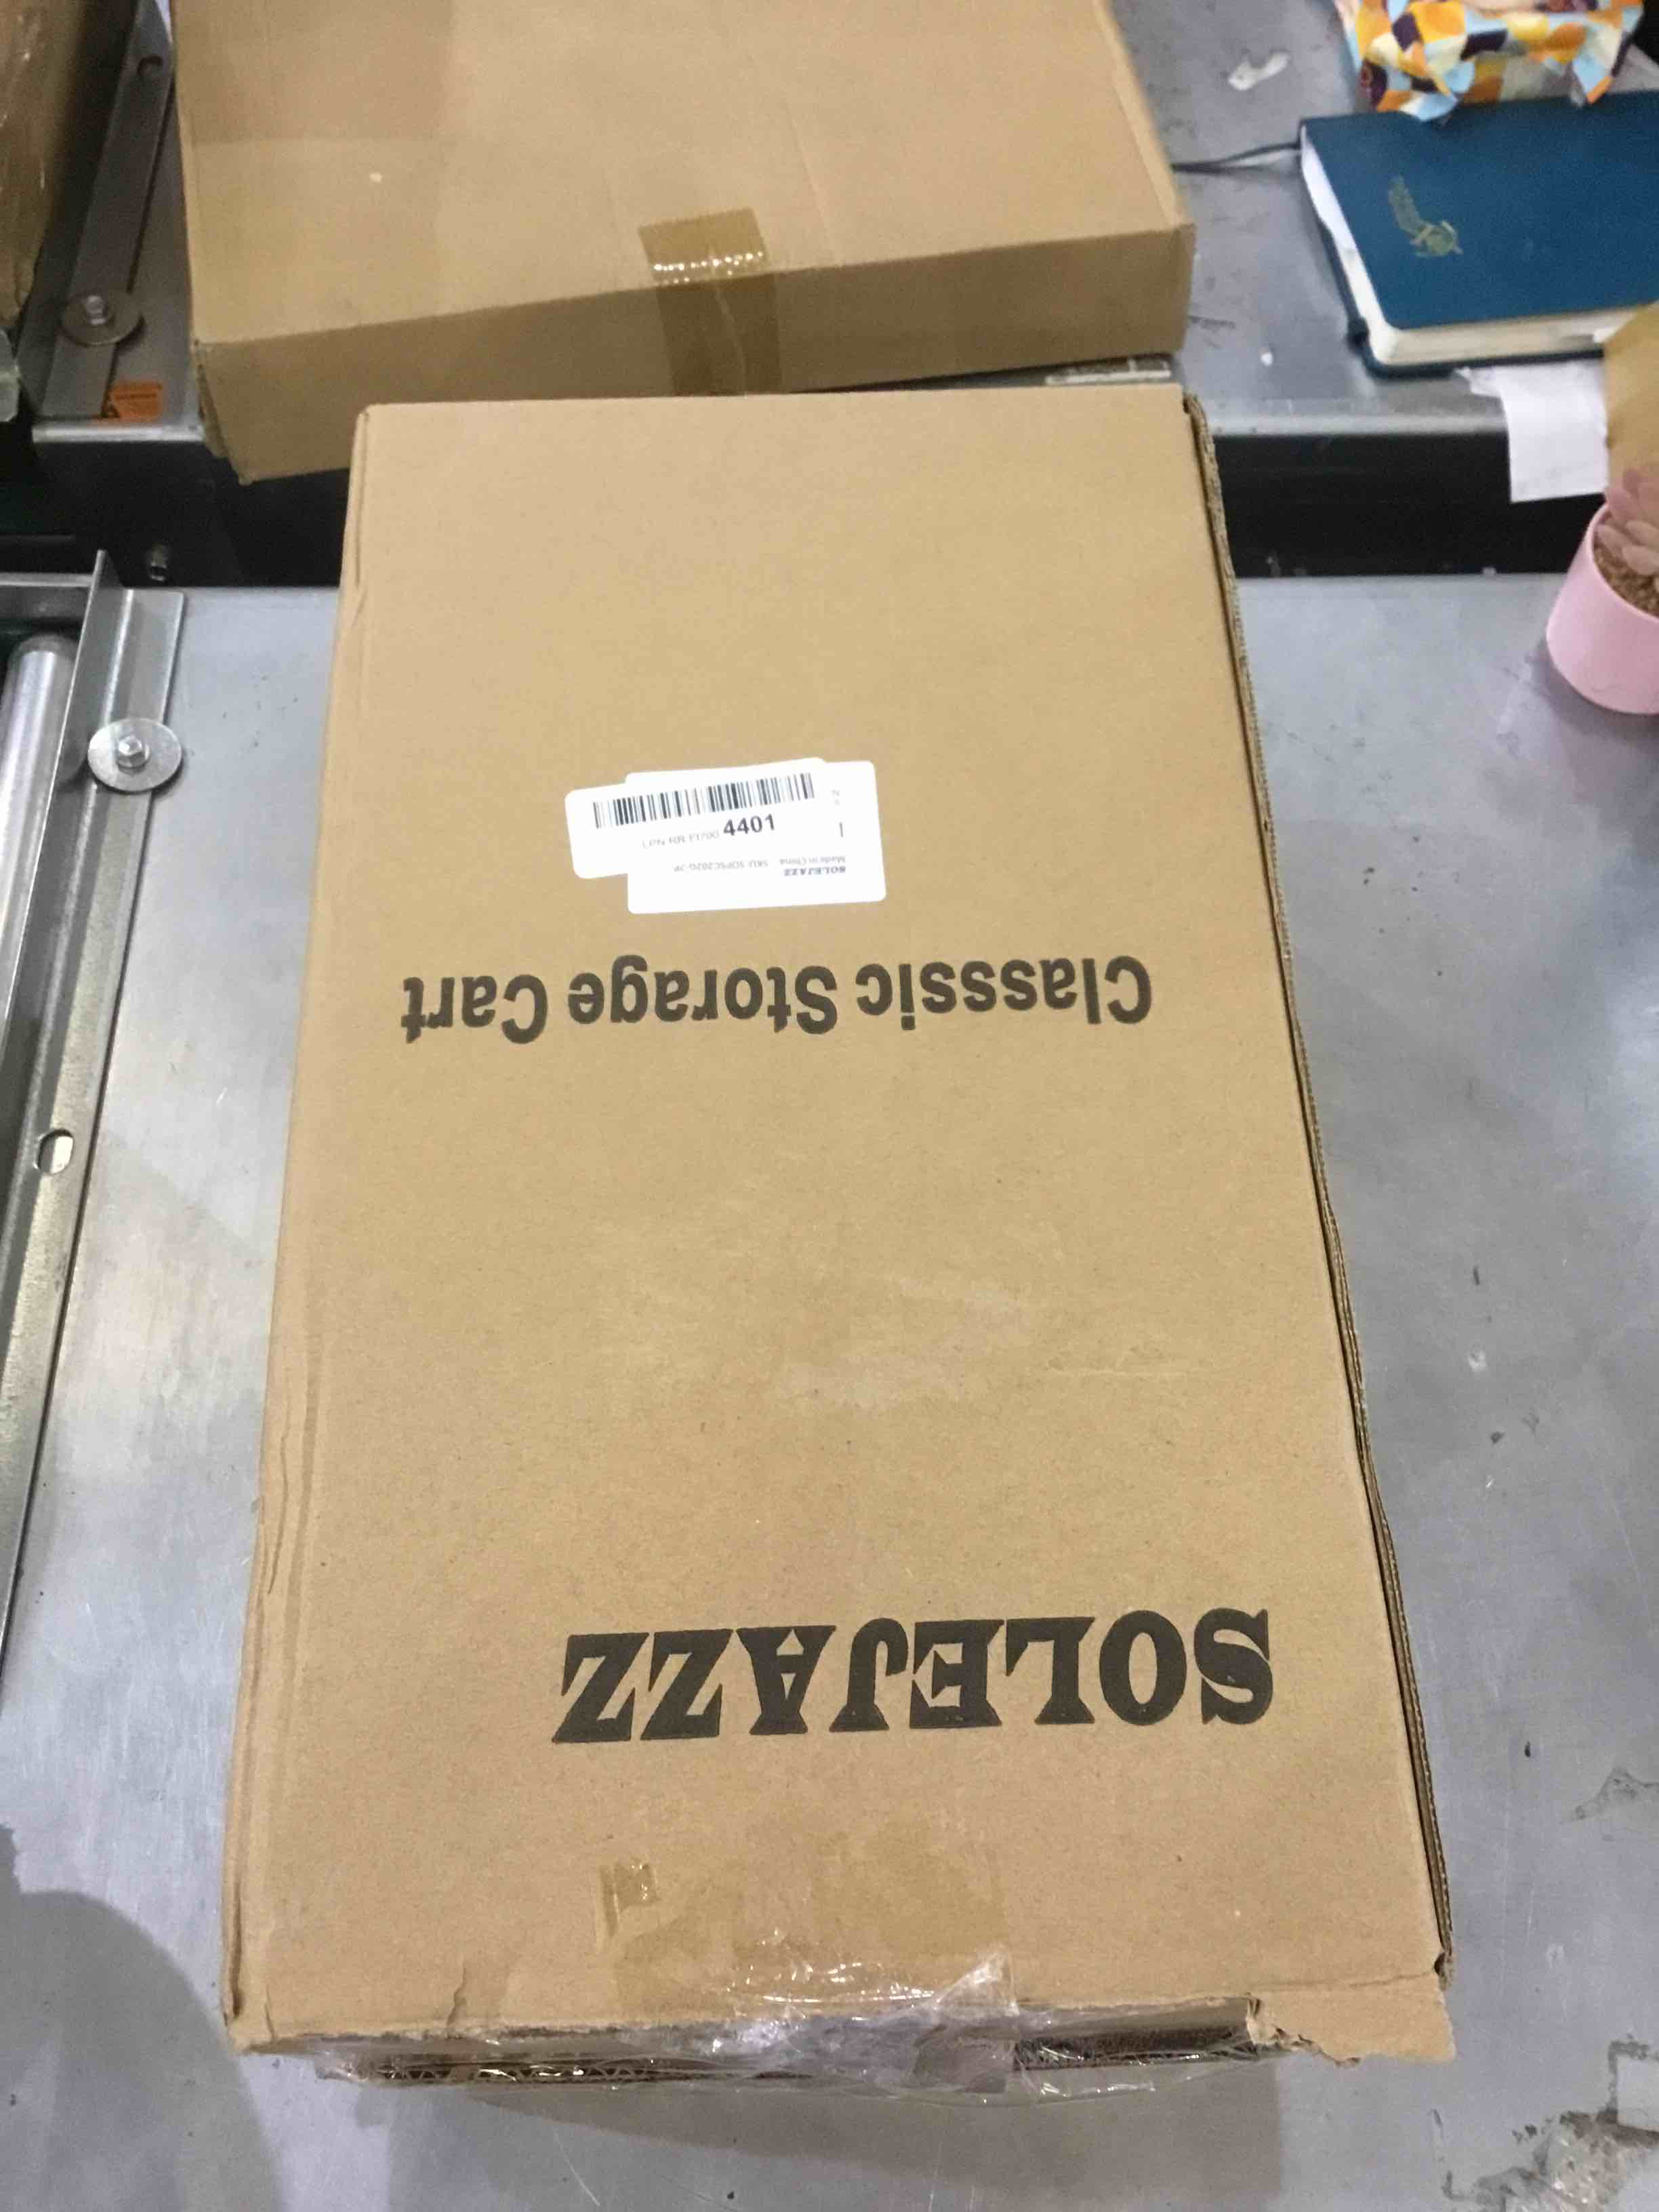 SOLEJAZZ
Classsic Storage Cart
SOLEJAZZ
Made in China
4401